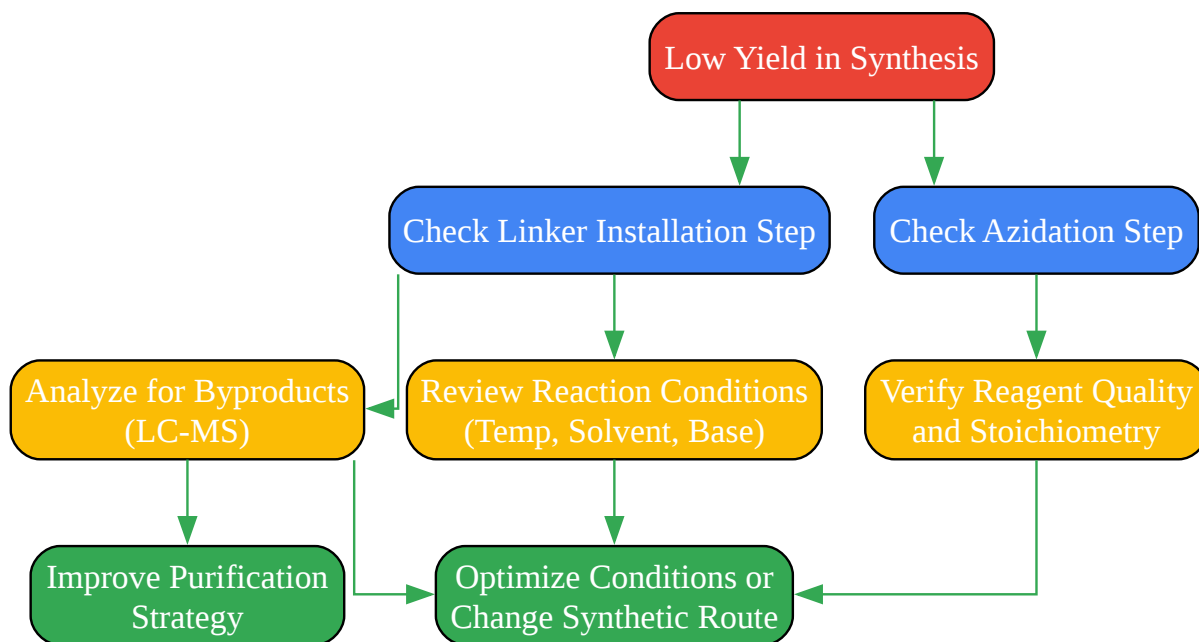 Low Yield in Synthesis
Check Linker Installation Step
Check Azidation Step
Analyze for Byproducts
(LC-MS)
Review Reaction Conditions
(Temp, Solvent, Base)
Verify Reagent Quality
and Stoichiometry
Improve Purification
Strategy
Optimize Conditions or
Change Synthetic Route